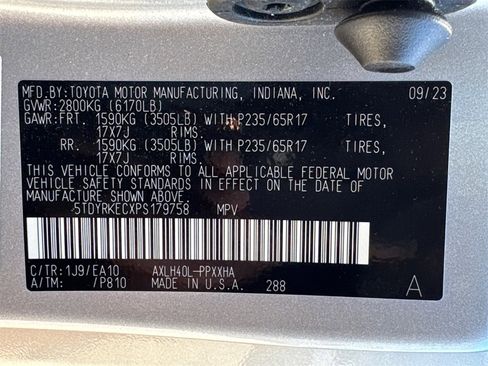 MFD.BY:TOYOTA MOTOR MANUFACTURING, INDIANA, INC. 09/23
GVWR:2800KG (6170LB)
GAWR:FRT. 1590KG (3505LB) WITH P235/65R17 TIRES,
17X7J RIMS.
RR. 1590KG (3505LB) WITH P235/65R17 TIRES,
17X7J RIMS.
THIS VEHICLE CONFORMS TO ALL APPLICABLE FEDERAL MOTOR
VEHICLE SAFETY STANDARDS IN EFFECT ON THE DATE OF
MANUFACTURE SHOWN ABOVE.
5TDYRKECXPS179758 MPV
C/TR:1J9/EA10 AXLH40L-PPXXHA
A/TM: /P810 MADE IN U.S.A. 288 A